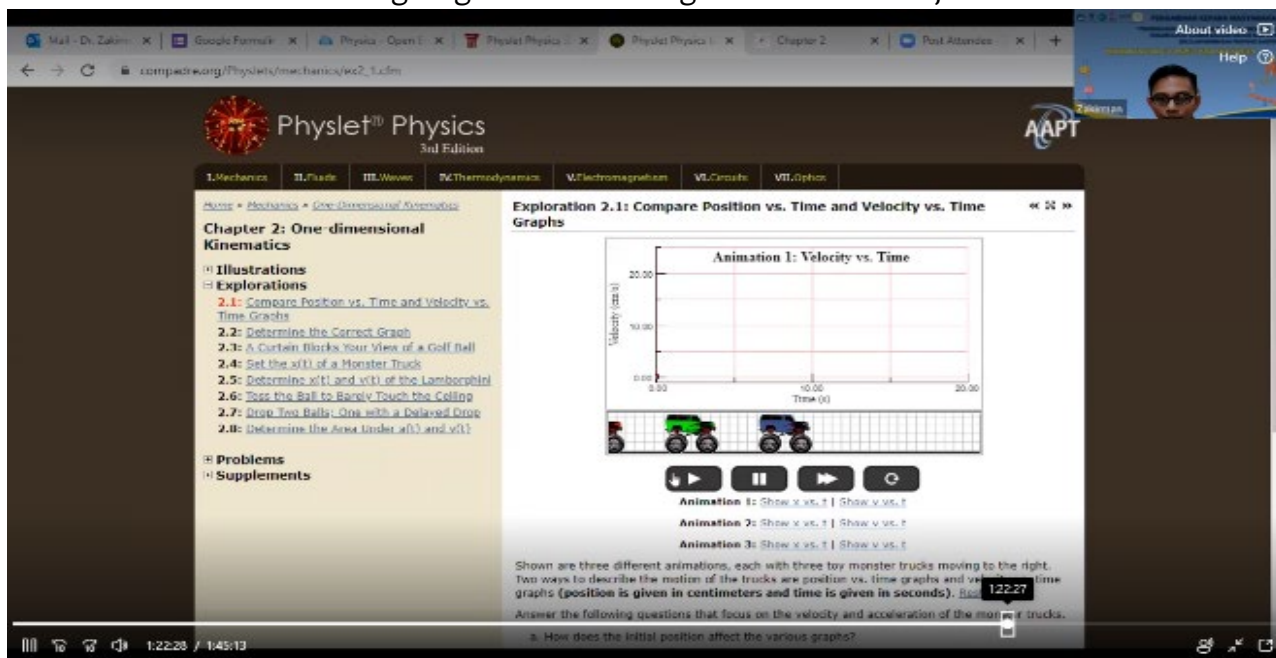 Mail - Dr. Zakim
Google Formulir
Physics - Open
Physlet Physics
Physlet Physics
Chapter 2
Post Attendee
About video
Help
compadre.org/Physlets/mechanics/ex2_1.cfm
Zakirman
Physlet® Physics
3rd Edition
AAPT
I.Mechanics II.Fluids III.Waves IV.Thermodynamics V.Electromagnetism VI.Circuits VII.Optics
Home » Mechanics » One-Dimensional Kinematics
Chapter 2: One-dimensional
Kinematics
Illustrations
Explorations
2.1: Compare Position vs. Time and Velocity vs.
Time Graphs
2.2: Determine the Correct Graph
2.3: A Curtain Blocks Your View of a Golf Ball
2.4: Set the x(t) of a Monster Truck
2.5: Determine x(t) and v(t) of the Lamborghini
2.6: Toss the Ball to Barely Touch the Ceiling
2.7: Drop Two Balls; One with a Delayed Drop
2.8: Determine the Area Under a(t) and v(t)
Problems
Supplements
Exploration 2.1: Compare Position vs. Time and Velocity vs. Time
Graphs
Animation 1: Velocity vs. Time
Velocity (cm/s)
20.00
10.00
0.00
0.00 10.00 20.00
Time (s)
Animation 1: Show x vs. t | Show v vs. t
Animation 2: Show x vs. t | Show v vs. t
Animation 3: Show x vs. t | Show v vs. t
Shown are three different animations, each with three toy monster trucks moving to the right.
Two ways to describe the motion of the trucks are position vs. time graphs and time
graphs (position is given in centimeters and time is given in seconds).
1:22:27
Answer the following questions that focus on the velocity and acceleration of the trucks.
a. How does the initial position affect the various graphs?
1:22:28 / 1:45:13